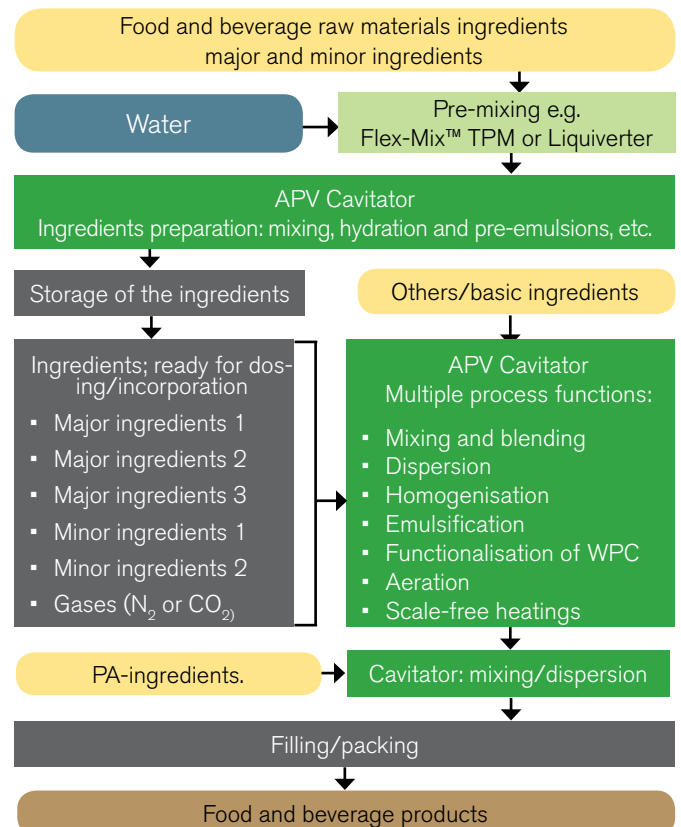 Food and beverage raw materials ingredients
major and minor ingredients
Water
Pre-mixing e.g.
Flex-Mix™ TPM or Liquiverter
APV Cavitator
Ingredients preparation: mixing, hydration and pre-emulsions, etc.
Storage of the ingredients
Others/basic ingredients
Ingredients; ready for dos-
ing/incorporation
▪ Major ingredients 1
▪ Major ingredients 2
▪ Major ingredients 3
▪ Minor ingredients 1
▪ Minor ingredients 2
▪ Gases (N₂ or CO₂)
APV Cavitator
Multiple process functions:
▪ Mixing and blending
▪ Dispersion
▪ Homogenisation
▪ Emulsification
▪ Functionalisation of WPC
▪ Aeration
▪ Scale-free heatings
PA-ingredients.
Cavitator: mixing/dispersion
Filling/packing
Food and beverage products